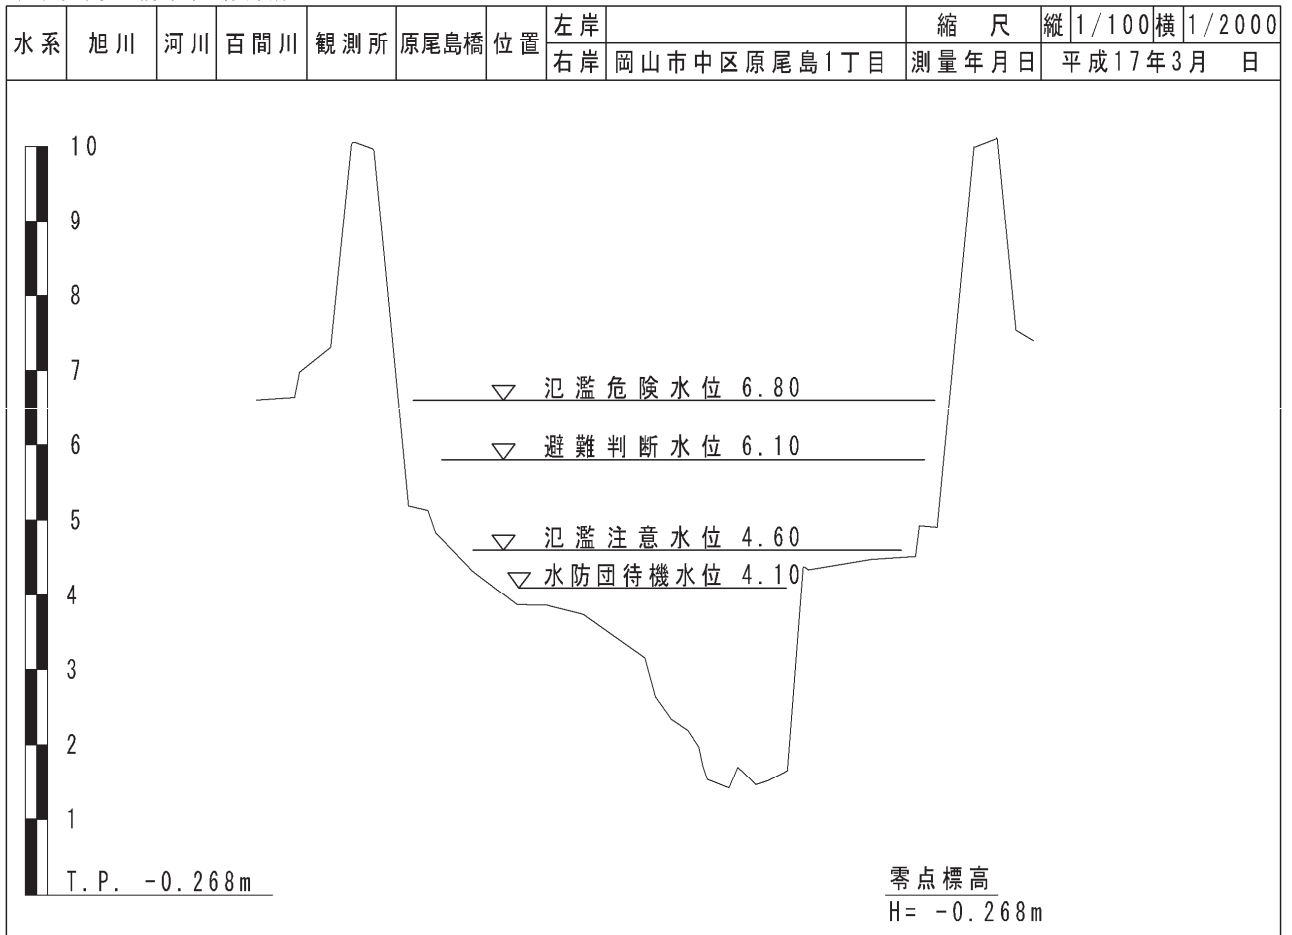 水系 旭川 河川 百間川 観測所 原尾島橋 位置 左岸 縮尺 縦 1/100 横 1/2000
右岸 岡山市中区原尾島1丁目 測量年月日 平成17年3月 日
10
9
8
7
氾濫危険水位 6.80
6
避難判断水位 6.10
5
氾濫注意水位 4.60
水防団待機水位 4.10
4
3
2
1
T.P. -0.268m
零点標高
H= -0.268m